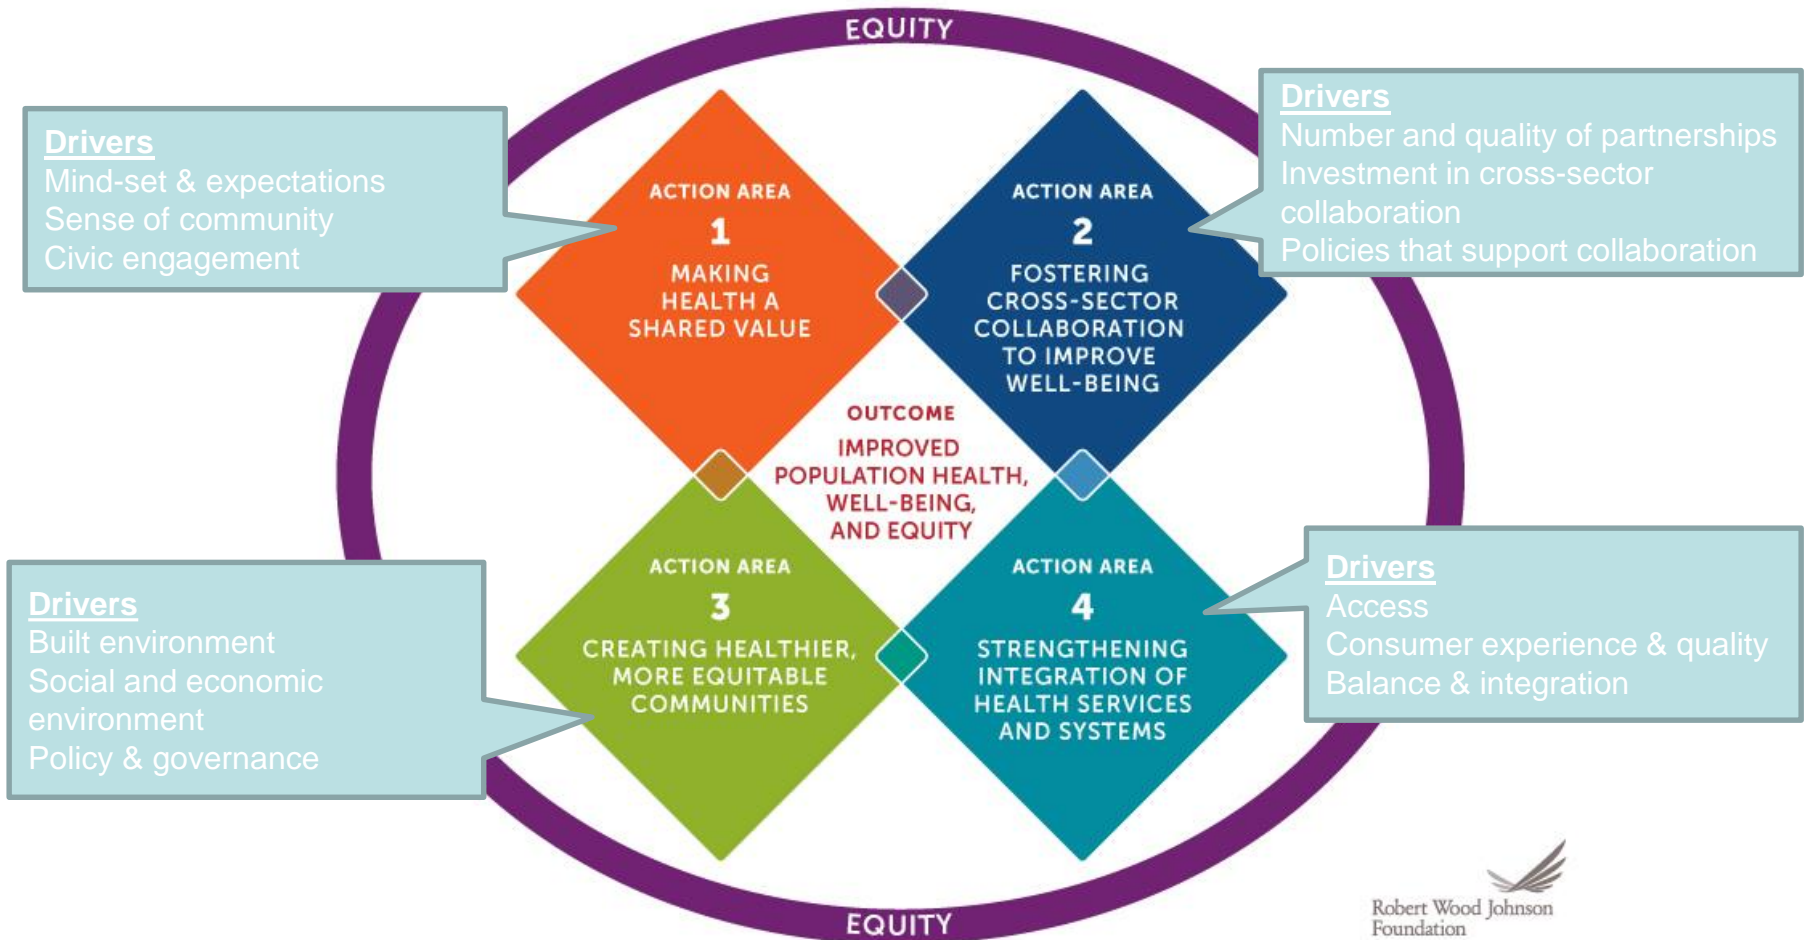 EQUITY
Drivers
Mind-set & expectations
Sense of community
Civic engagement
ACTION AREA
1
MAKING
HEALTH A
SHARED VALUE
ACTION AREA
2
FOSTERING
CROSS-SECTOR
COLLABORATION
TO IMPROVE
WELL-BEING
Drivers
Number and quality of partnerships
Investment in cross-sector
collaboration
Policies that support collaboration
OUTCOME
IMPROVED
POPULATION HEALTH,
WELL-BEING,
AND EQUITY
Drivers
Built environment
Social and economic
environment
Policy & governance
ACTION AREA
3
CREATING HEALTHIER,
MORE EQUITABLE
COMMUNITIES
ACTION AREA
4
STRENGTHENING
INTEGRATION OF
HEALTH SERVICES
AND SYSTEMS
Drivers
Access
Consumer experience & quality
Balance & integration
EQUITY
Robert Wood Johnson
Foundation